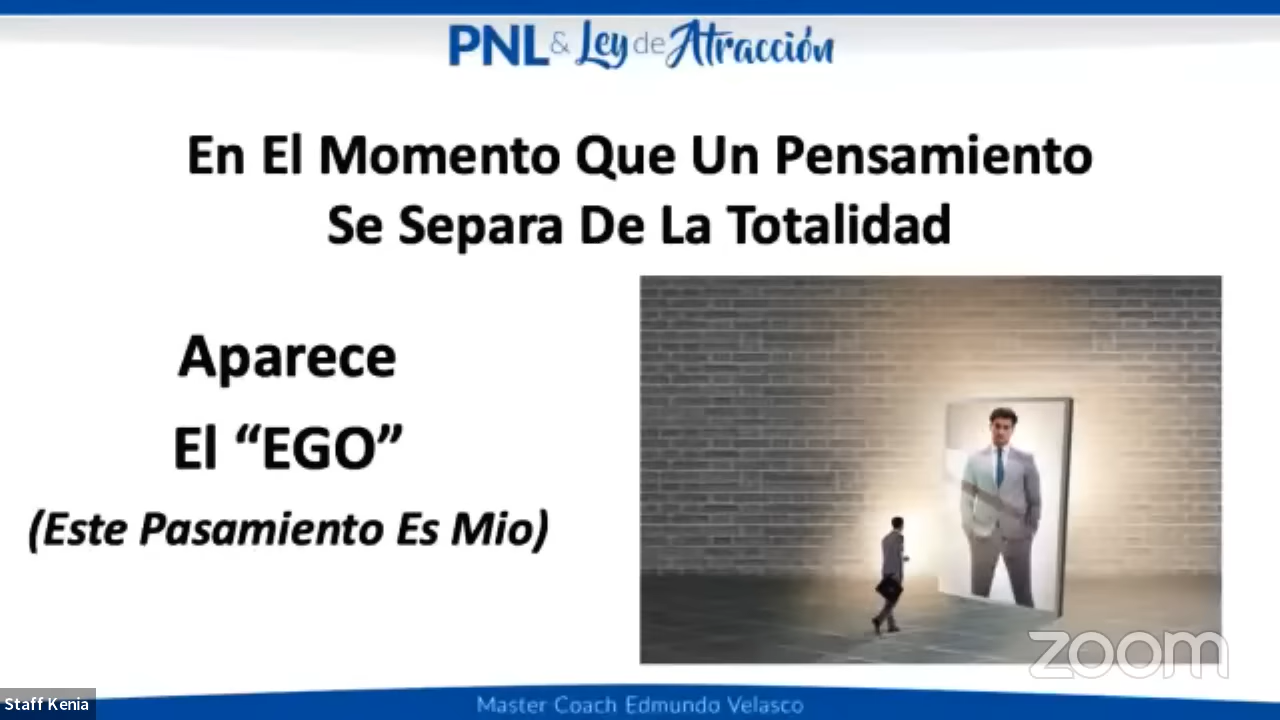 PNL & Ley de Atracción
En El Momento Que Un Pensamiento
Se Separa De La Totalidad
Aparece
El “EGO”
(Este Pasamiento Es Mio)
zoom
Staff Kenia
Master Coach Edmundo Velasco